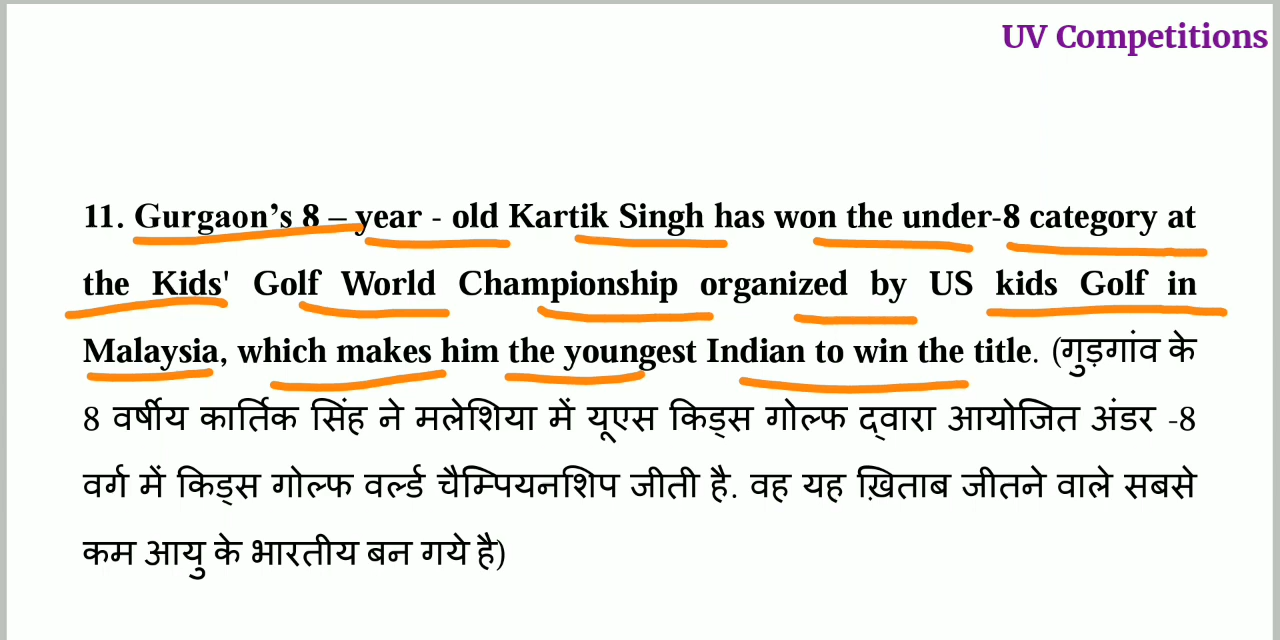 UV Competitions
11. Gurgaon’s 8 – year - old Kartik Singh has won the under-8 category at
the Kids' Golf World Championship organized by US kids Golf in
Malaysia, which makes him the youngest Indian to win the title. (गुड़गांव के
8 वर्षीय कार्तिक सिंह ने मलेशिया में यूएस किड्स गोल्फ द्वारा आयोजित अंडर -8
वर्ग में किड्स गोल्फ वर्ल्ड चैम्पियनशिप जीती है. वह यह ख़िताब जीतने वाले सबसे
कम आयु के भारतीय बन गये है)